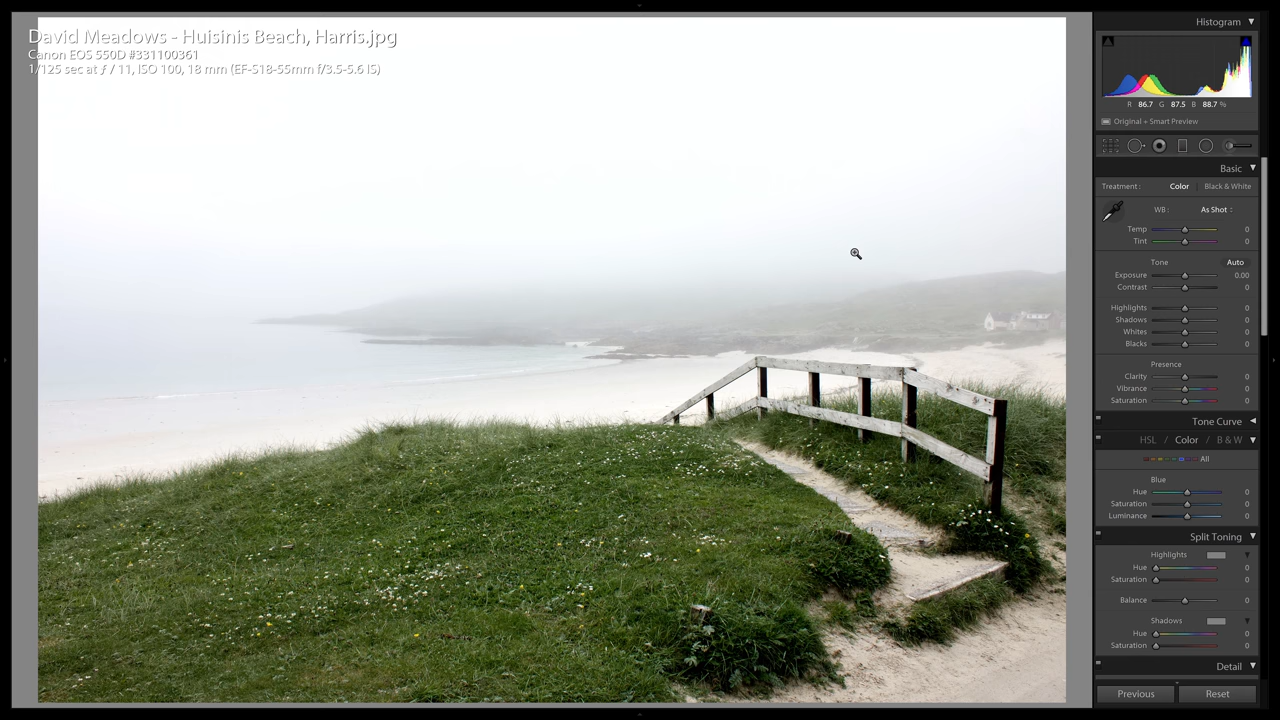 David Meadows - Huisinis Beach, Harris.jpg
Canon EOS 550D #331100361
1/125 sec at ƒ / 11, ISO 100, 18 mm (EF-S18-55mm f/3.5-5.6 IS)
Histogram
R 86.7 G 87.5 B 88.7 %
Original + Smart Preview
Basic
Treatment: Color Black & White
WB: As Shot
Temp 0
Tint 0
Tone Auto
Exposure 0.00
Contrast 0
Highlights 0
Shadows 0
Whites 0
Blacks 0
Presence
Clarity 0
Vibrance 0
Saturation 0
Tone Curve
HSL / Color / B & W
All
Blue
Hue 0
Saturation 0
Luminance 0
Split Toning
Highlights
Hue 0
Saturation 0
Balance 0
Shadows
Hue 0
Saturation 0
Detail
Previous Reset